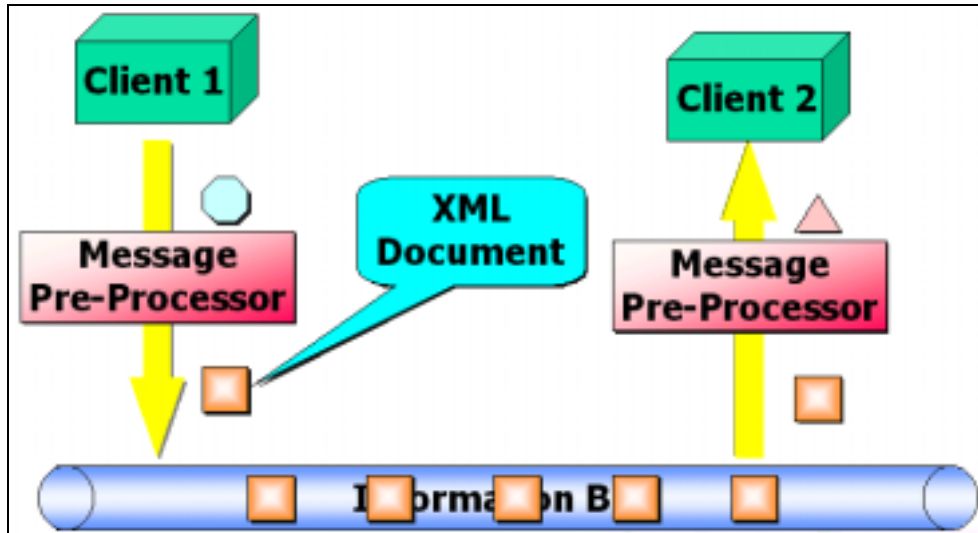 Client 1
Client 2
XML
Document
Message
Pre-Processor
Message
Pre-Processor